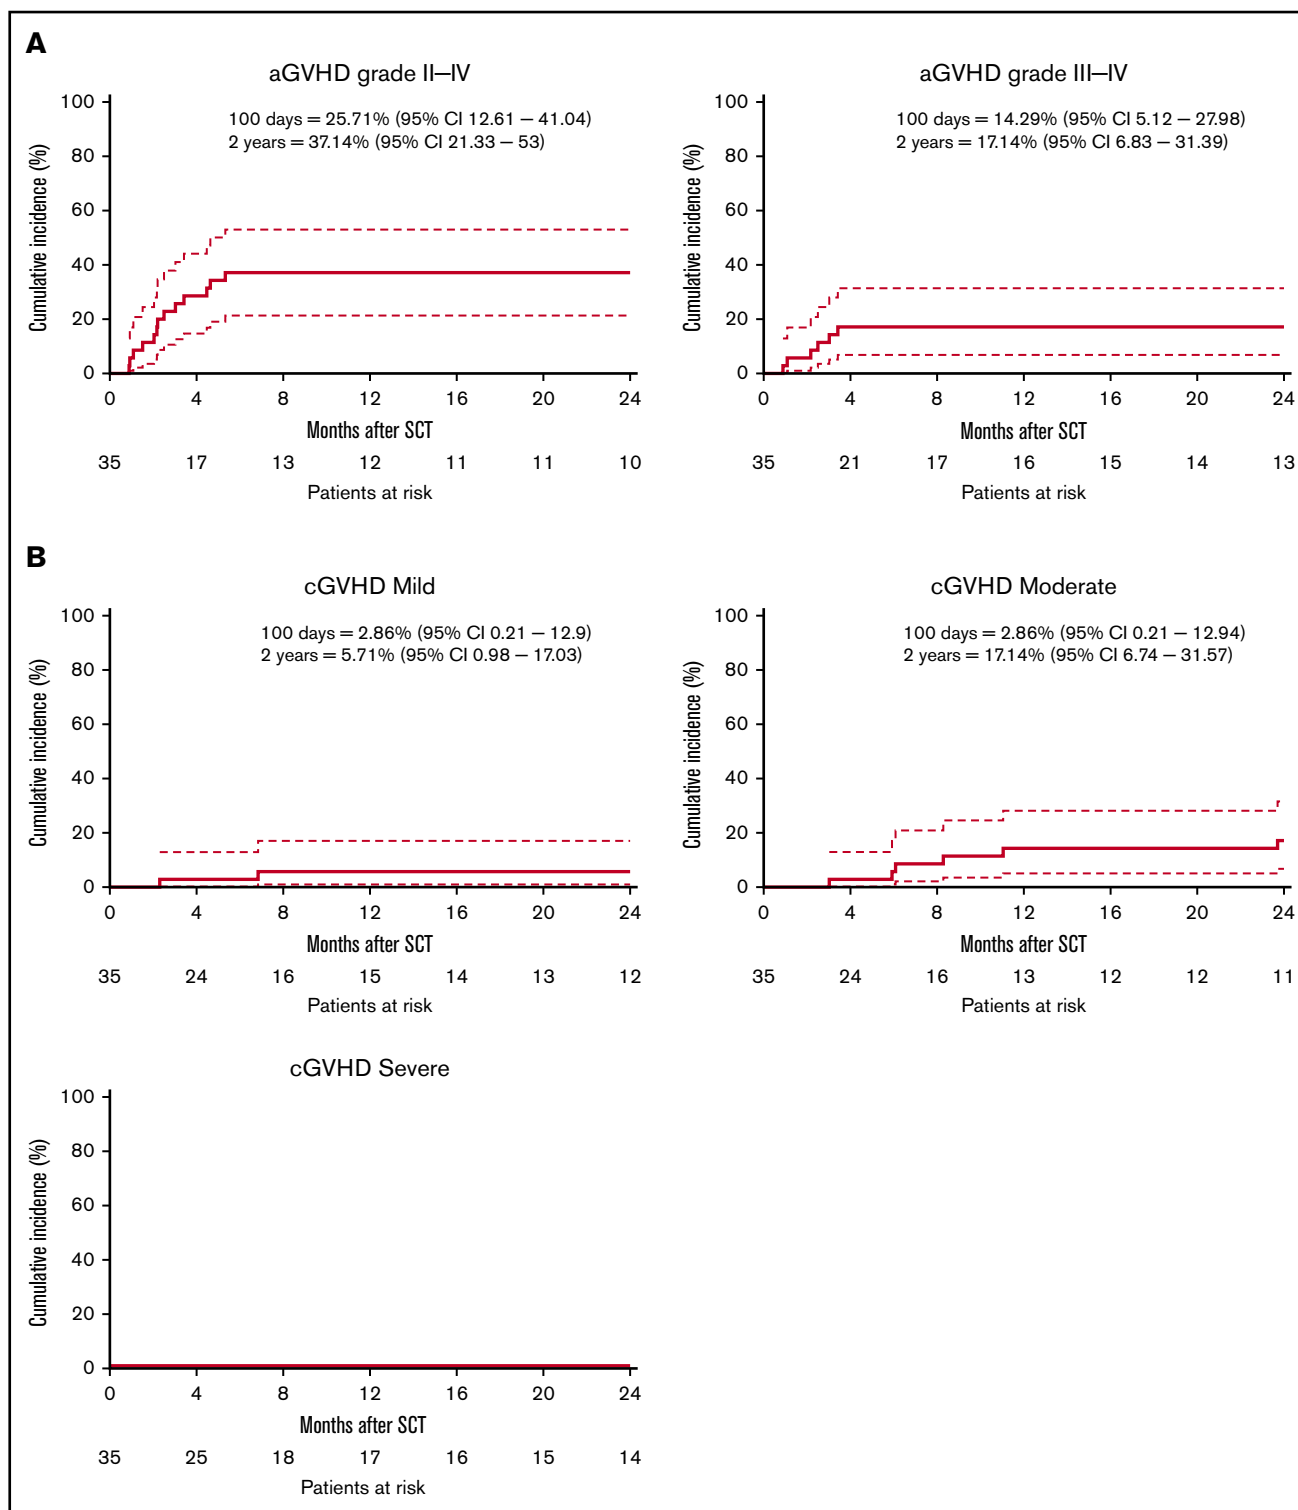 A
aGVHD grade II–IV
100 days = 25.71% (95% CI 12.61 – 41.04)
2 years = 37.14% (95% CI 21.33 – 53)
Cumulative incidence (%)
100
80
60
40
20
0
0 4 8 12 16 20 24
Months after SCT
35 17 13 12 11 11 10
Patients at risk
aGVHD grade III–IV
100 days = 14.29% (95% CI 5.12 – 27.98)
2 years = 17.14% (95% CI 6.83 – 31.39)
Cumulative incidence (%)
100
80
60
40
20
0
0 4 8 12 16 20 24
Months after SCT
35 21 17 16 15 14 13
Patients at risk
B
cGVHD Mild
100 days = 2.86% (95% CI 0.21 – 12.9)
2 years = 5.71% (95% CI 0.98 – 17.03)
Cumulative incidence (%)
100
80
60
40
20
0
0 4 8 12 16 20 24
Months after SCT
35 24 16 15 14 13 12
Patients at risk
cGVHD Moderate
100 days = 2.86% (95% CI 0.21 – 12.94)
2 years = 17.14% (95% CI 6.74 – 31.57)
Cumulative incidence (%)
100
80
60
40
20
0
0 4 8 12 16 20 24
Months after SCT
35 24 16 13 12 12 11
Patients at risk
cGVHD Severe
Cumulative incidence (%)
100
80
60
40
20
0
0 4 8 12 16 20 24
Months after SCT
35 25 18 17 16 15 14
Patients at risk